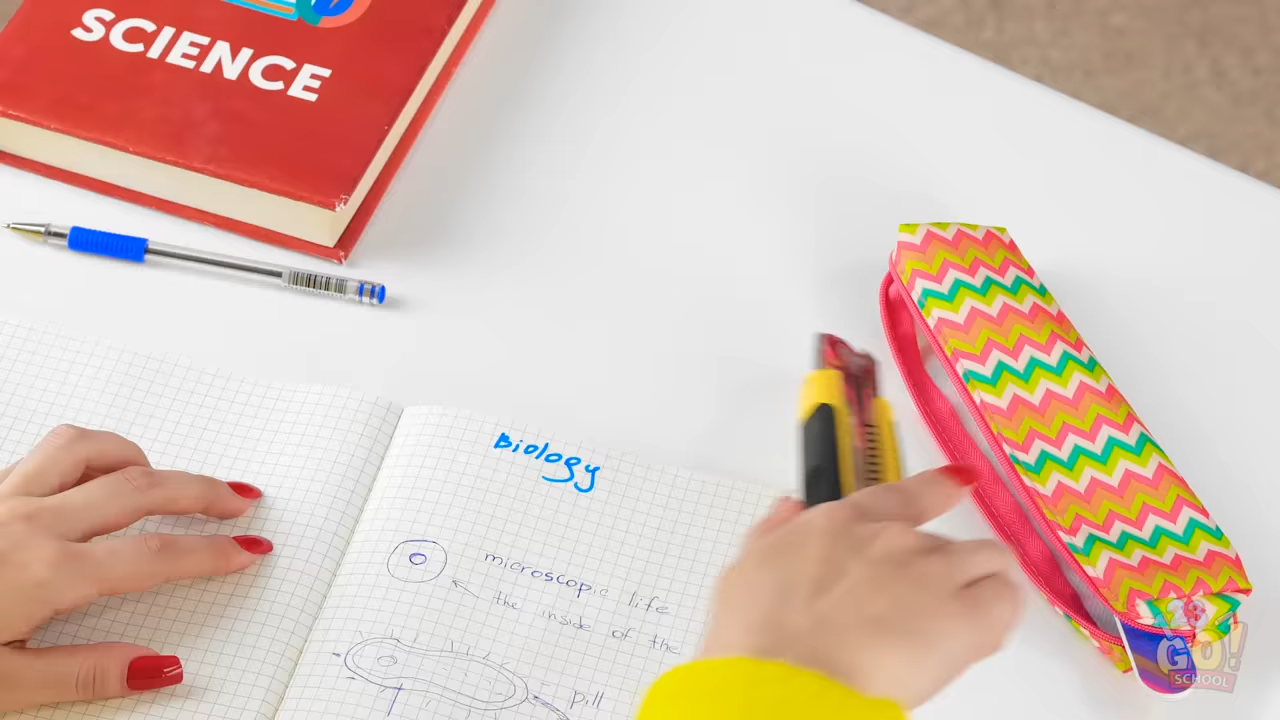 SCIENCE
Biology
microscopic life
the inside of the
pill
123
GO!
SCHOOL